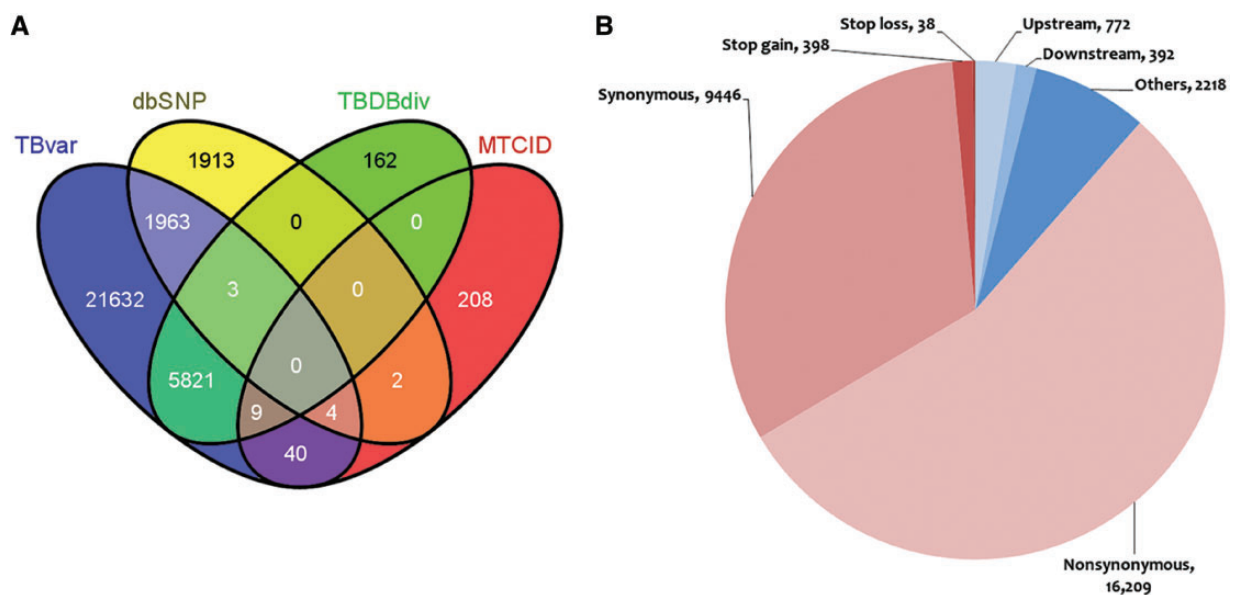 A
dbSNP
TBDBdiv
TBvar
MTCID
1913
162
1963
0
0
21632
3
0
208
5821
0
2
9
4
40
B
Stop loss, 38
Upstream, 772
Stop gain, 398
Downstream, 392
Synonymous, 9446
Others, 2218
Nonsynonymous,
16,209